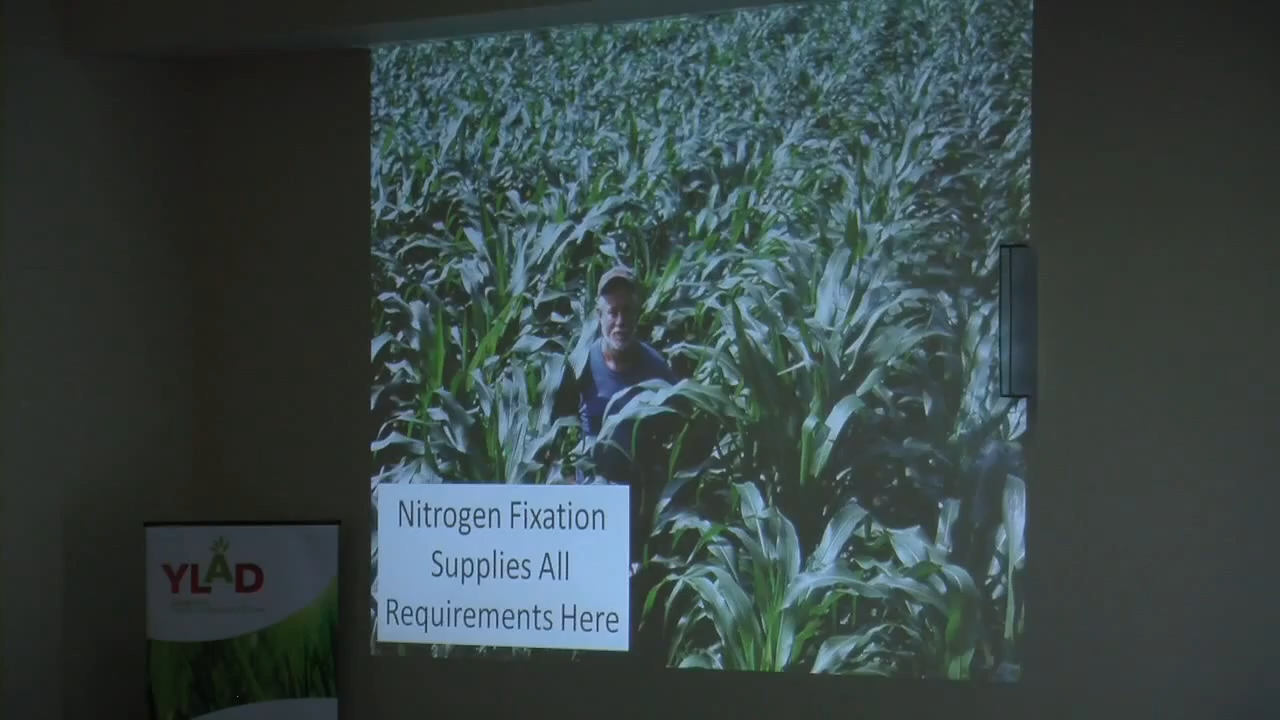 Nitrogen Fixation
Supplies All
Requirements Here
YLAD